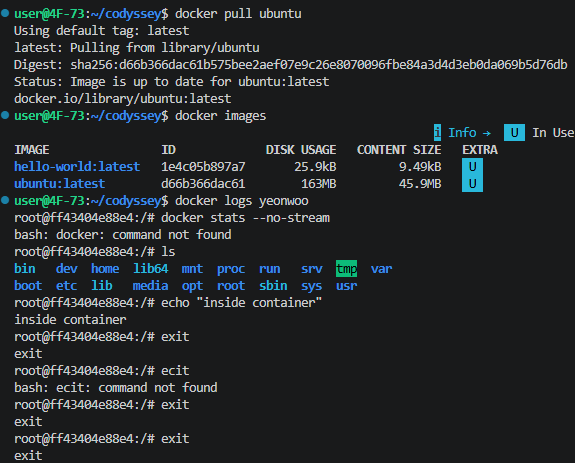 user@4F-73:~/codyssey$ docker pull ubuntu
Using default tag: latest
latest: Pulling from library/ubuntu
Digest: sha256:d66b366dac61b575bee2aef07e9c26e8070096fbe84a3d4d3eb0da069b5d76db
Status: Image is up to date for ubuntu:latest
docker.io/library/ubuntu:latest
user@4F-73:~/codyssey$ docker images
i Info → U In Use
IMAGE ID DISK USAGE CONTENT SIZE EXTRA
hello-world:latest 1e4c05b897a7 25.9kB 9.49kB U
ubuntu:latest d66b366dac61 163MB 45.9MB U
user@4F-73:~/codyssey$ docker logs yeonwoo
root@ff43404e88e4:/# docker stats --no-stream
bash: docker: command not found
root@ff43404e88e4:/# ls
bin dev home lib64 mnt proc run srv tmp var
boot etc lib media opt root sbin sys usr
root@ff43404e88e4:/# echo "inside container"
inside container
root@ff43404e88e4:/# exit
exit
root@ff43404e88e4:/# ecit
bash: ecit: command not found
root@ff43404e88e4:/# exit
exit
root@ff43404e88e4:/# exit
exit